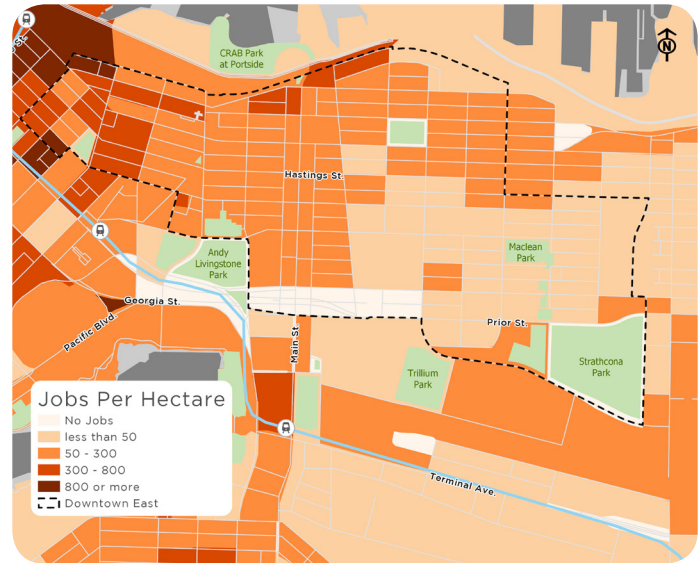 St.
CRAB Park
at Portside
N
Hastings St.
Andy
Livingstone
Park
Maclean
Park
Georgia St.
Pacific Blvd.
Main St.
Prior St.
Trillium
Park
Strathcona
Park
Terminal Ave.
Jobs Per Hectare
No Jobs
less than 50
50 - 300
300 - 800
800 or more
Downtown East